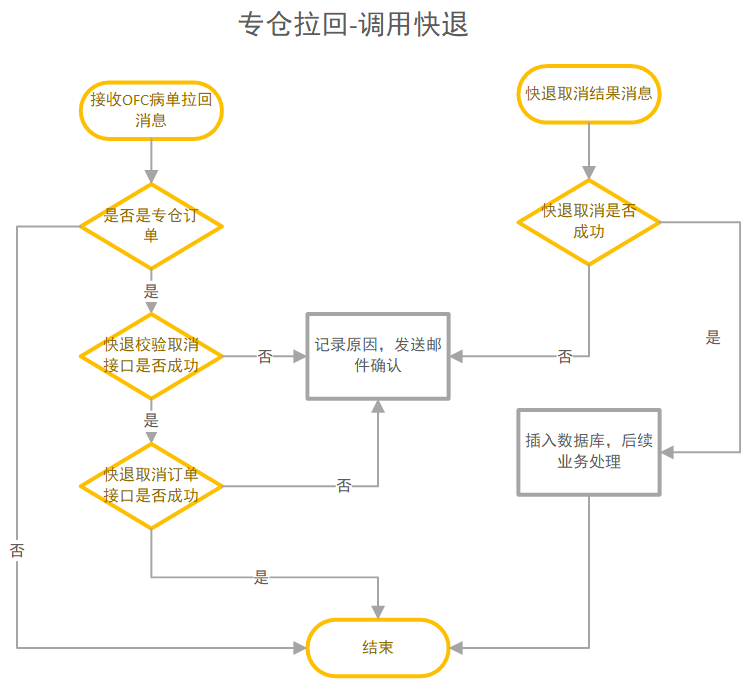 专仓拉回-调用快退
接收OFC病单拉回
消息
快退取消结果消息
是否是专仓订
单
快退取消是否
成功
是
快退校验取消
接口是否成功
否
记录原因，发送邮
件确认
否
是
是
快退取消订单
接口是否成功
否
插入数据库，后续
业务处理
否
是
结束